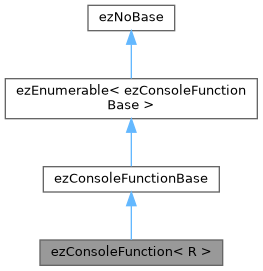 ezNoBase
ezEnumerable< ezConsoleFunction
Base >
ezConsoleFunctionBase
ezConsoleFunction< R >